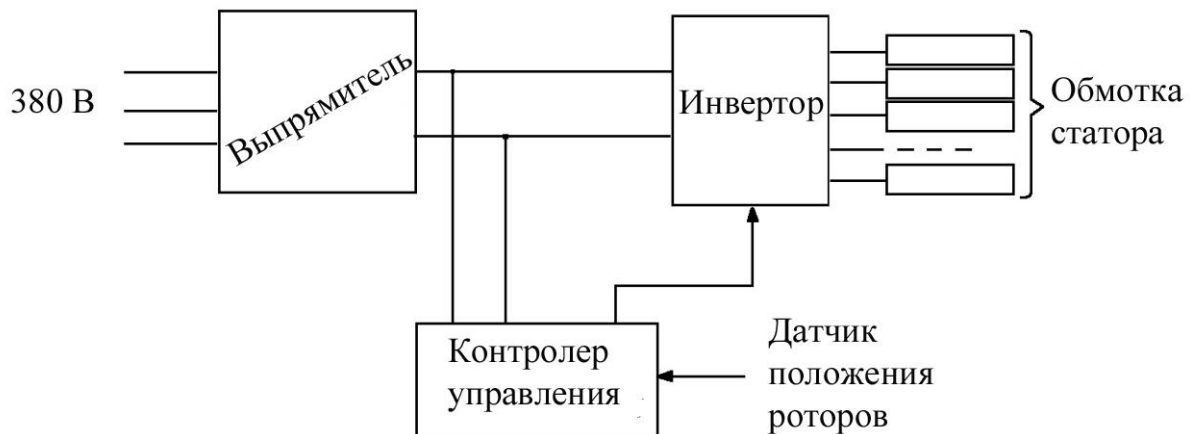 380 В
Выпрямитель
Инвертор
Обмотка
статора
Контролер
управления
Датчик
положения
роторов